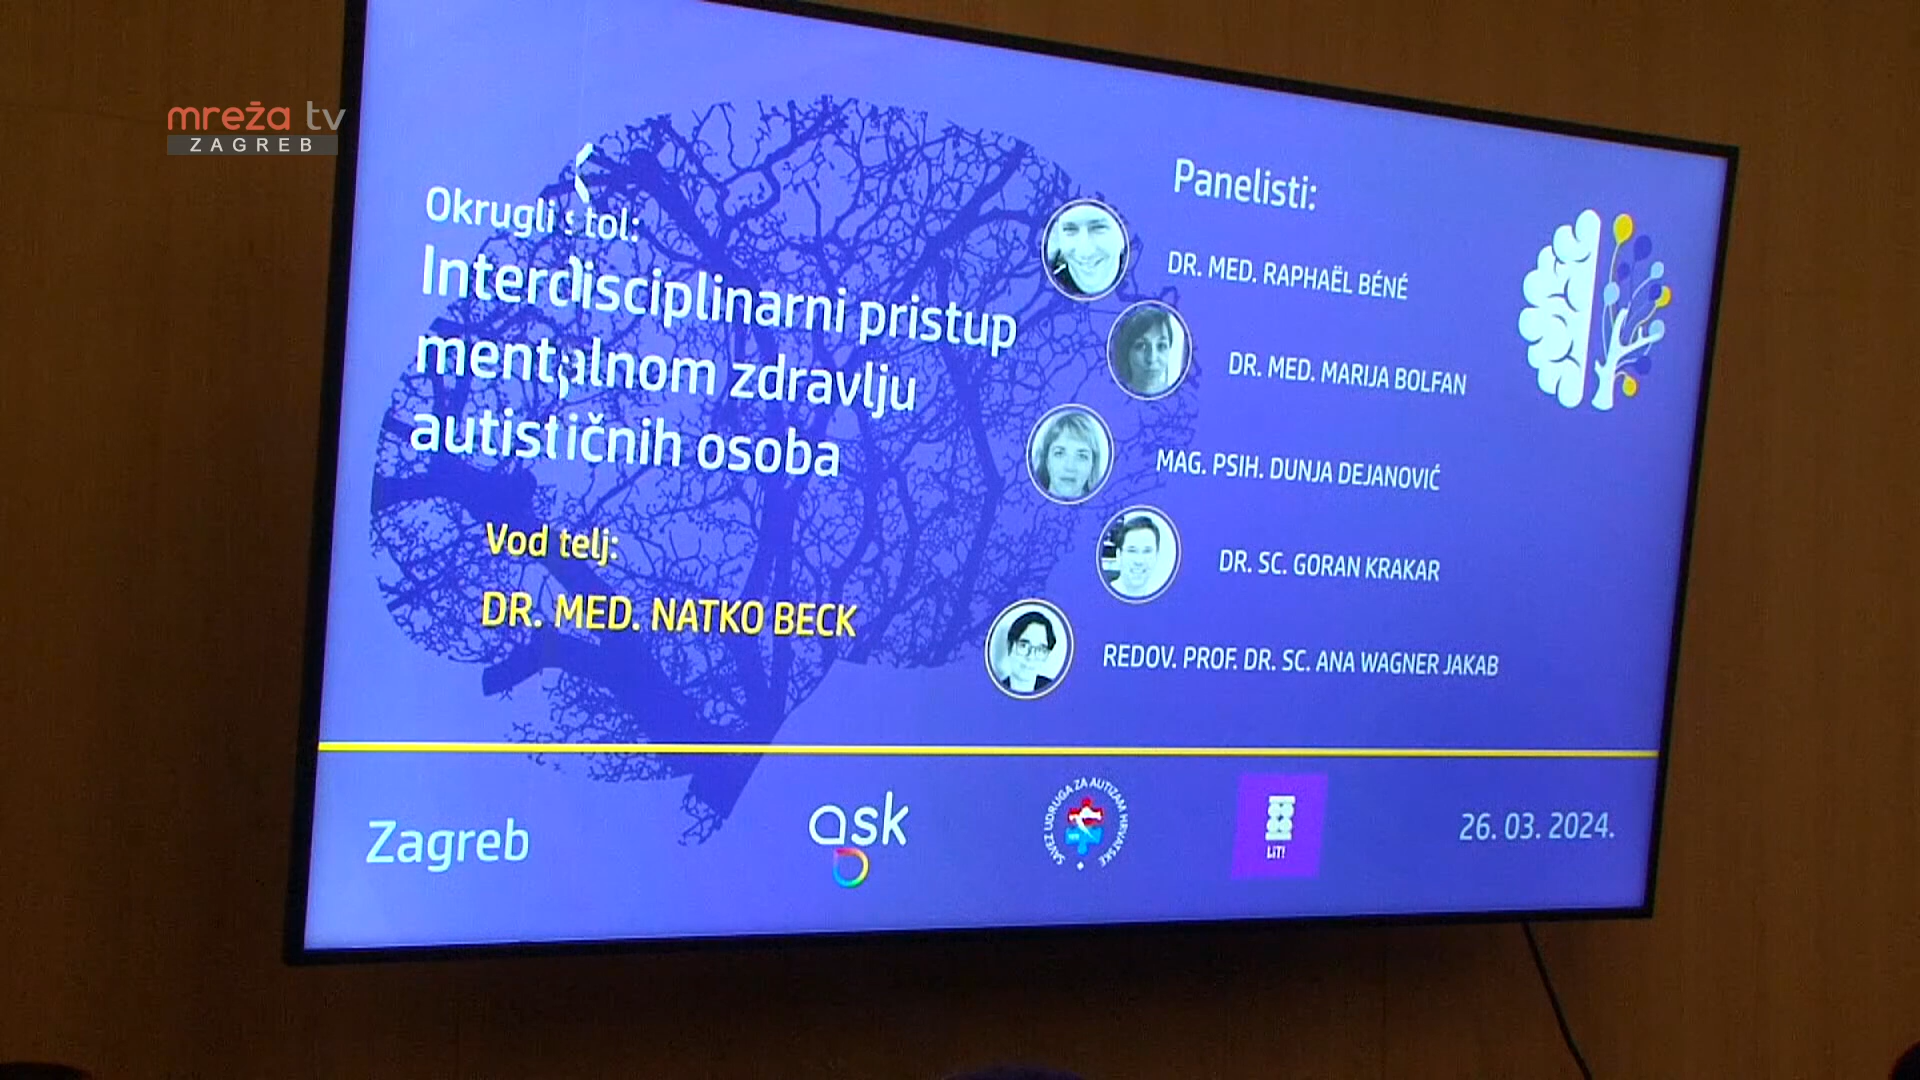 mreža tv
ZAGREB
Okrugli stol:
Interdisciplinarni pristup
mentalnom zdravlju
autističnih osoba
Vod telj:
DR. MED. NATKO BECK
Panelisti:
DR. MED. RAPHAËL BÉNÉ
DR. MED. MARIJA BOLFAN
MAG. PSIH. DUNJA DEJANOVIĆ
DR. SC. GORAN KRAKAR
REDOV. PROF. DR. SC. ANA WAGNER JAKAB
Zagreb
ask
SAVEZ UDRUGA ZA AUTIZAM HRVATSKE
LIT!
26. 03. 2024.